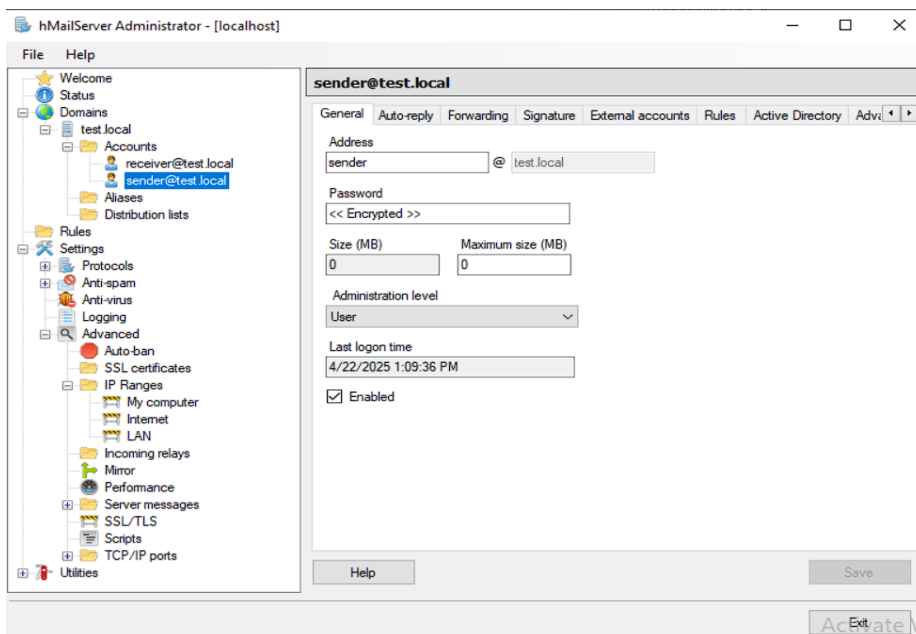 hMailServer Administrator - [localhost]
File Help
Welcome
Status
Domains
test.local
Accounts
receiver@test.local
sender@test.local
Aliases
Distribution lists
Rules
Settings
Protocols
Anti-spam
Anti-virus
Logging
Advanced
Auto-ban
SSL certificates
IP Ranges
My computer
Internet
LAN
Incoming relays
Mirror
Performance
Server messages
SSL/TLS
Scripts
TCP/IP ports
Utilities
sender@test.local
General Auto-reply Forwarding Signature External accounts Rules Active Directory Adva
Address
sender @ test.local
Password
<< Encrypted >>
Size (MB) Maximum size (MB)
0 0
Administration level
User
Last logon time
4/22/2025 1:09:36 PM
Enabled
Help Save
Exit
Activate